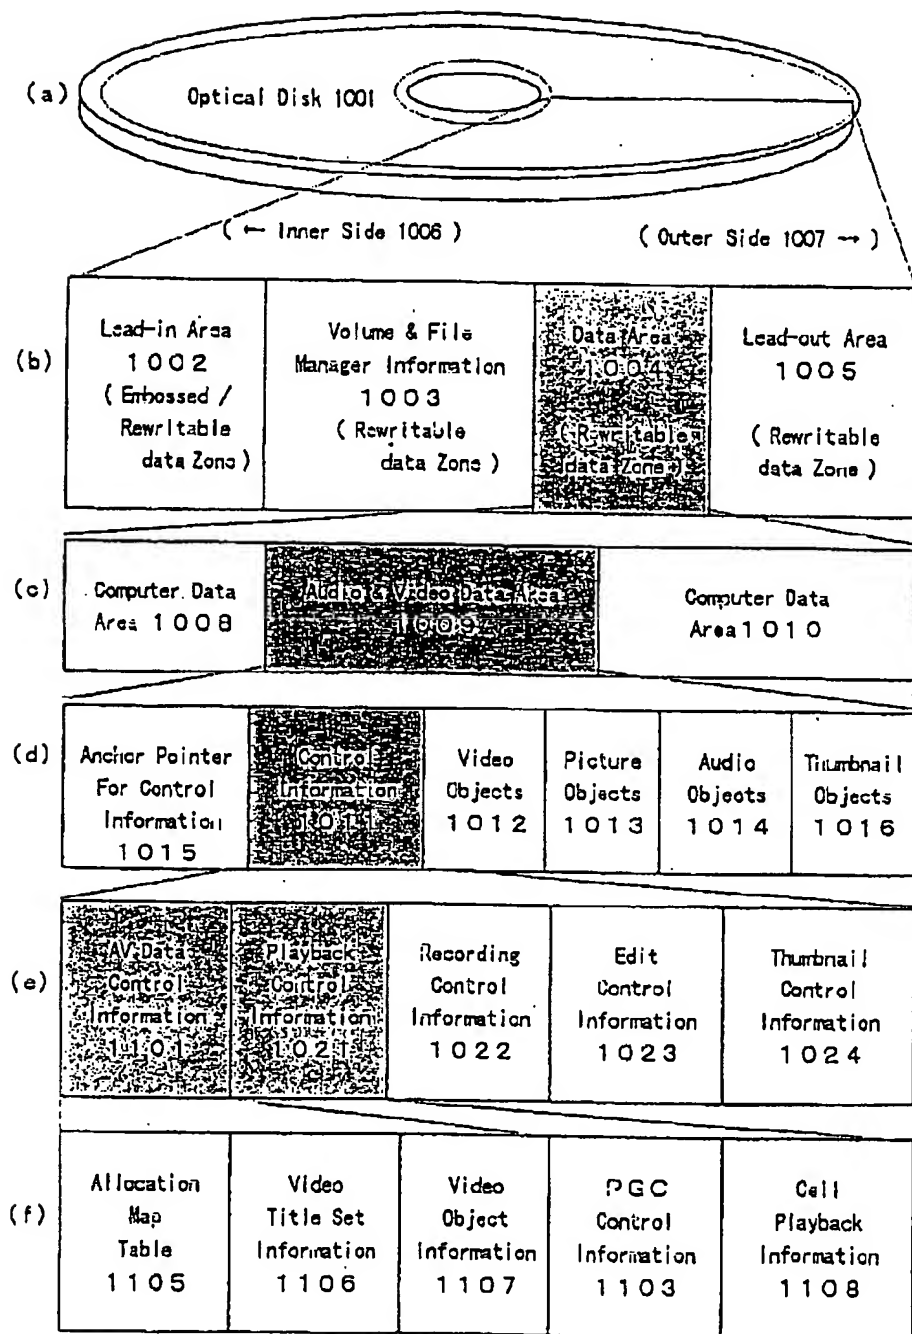 (a)
Optical Disk 1001
( ← Inner Side 1006 )
( Outer Side 1007 → )
(b)
Lead-in Area
1002
( Embossed /
Rewritable
data Zone )
Volume & File
Manager Information
1003
( Rewritable
data Zone )
Data Area
1004
( Rewritable
data Zone )
Lead-out Area
1005
( Rewritable
data Zone )
(c)
Computer Data
Area 1008
Audio & Video Data Area
1009
Computer Data
Area 1010
(d)
Anchor Pointer
For Control
Information
1015
Control
Information
1011
Video
Objects
1012
Picture
Objects
1013
Audio
Objects
1014
Thumbnail
Objects
1016
(e)
AV Data
Control
Information
1101
Playback
Control
Information
1021
Recording
Control
Information
1022
Edit
Control
Information
1023
Thumbnail
Control
Information
1024
(f)
Allocation
Map
Table
1105
Video
Title Set
Information
1106
Video
Object
Information
1107
PGC
Control
Information
1103
Cell
Playback
Information
1108